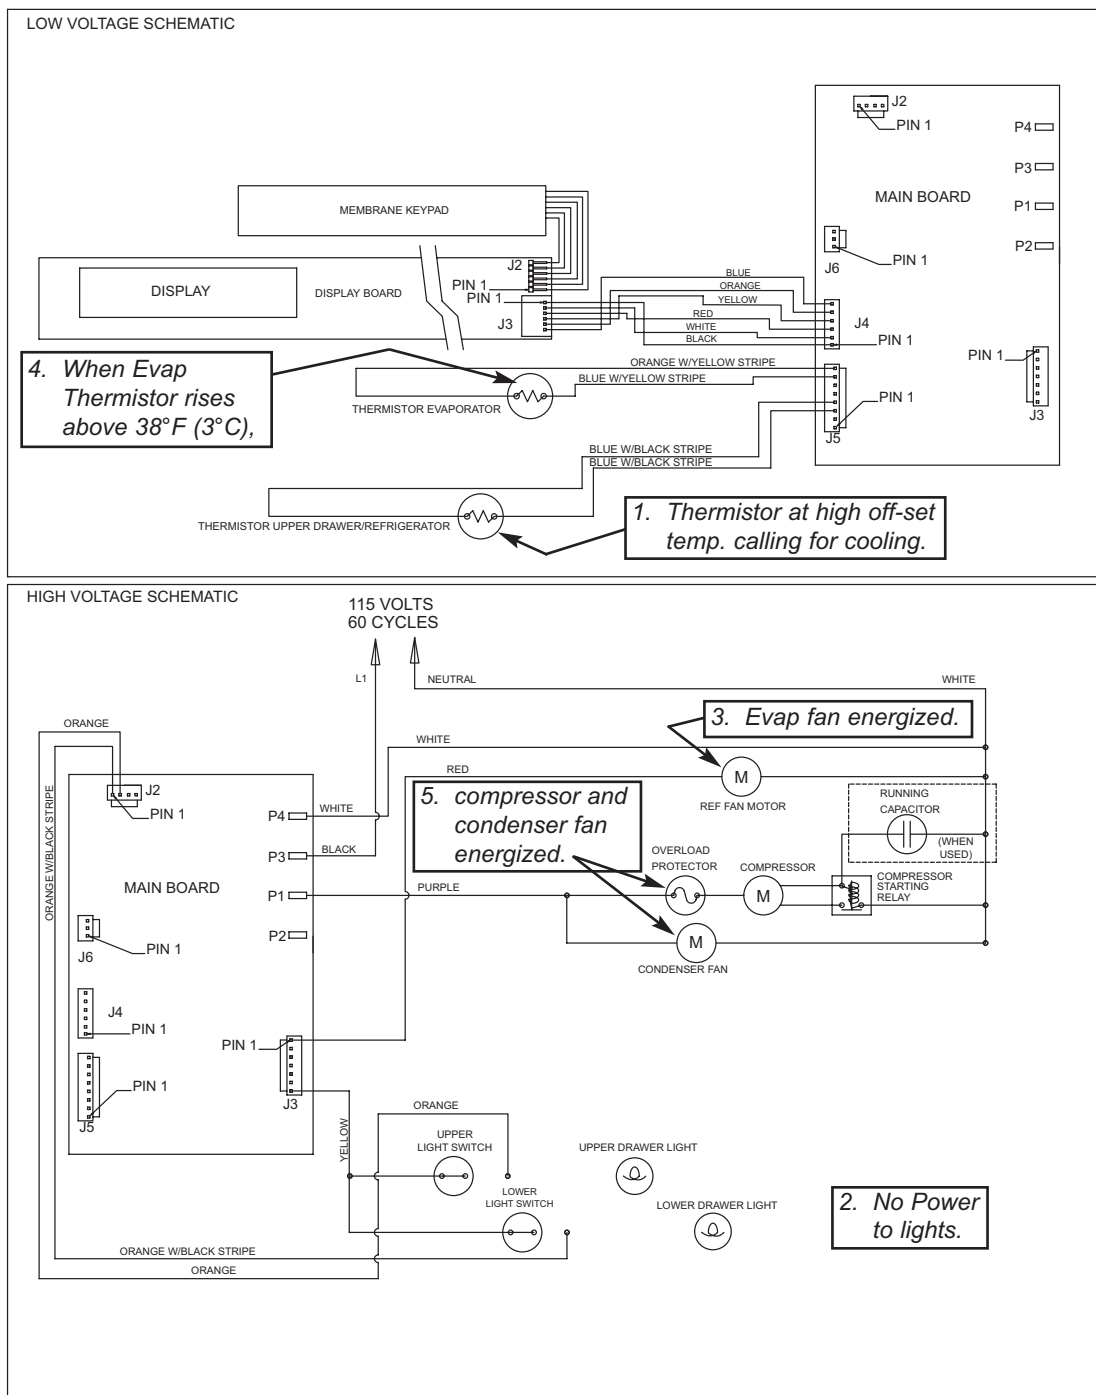 LOW VOLTAGE SCHEMATIC
J2
PIN 1
P4
P3
MAIN BOARD
P1
P2
J6
PIN 1
MEMBRANE KEYPAD
DISPLAY
DISPLAY BOARD
J2
PIN 1
PIN 1
J3
BLUE
ORANGE
YELLOW
RED
WHITE
BLACK
J4
PIN 1
PIN 1
J3
ORANGE W/YELLOW STRIPE
BLUE W/YELLOW STRIPE
THERMISTOR EVAPORATOR
PIN 1
J5
4. When Evap
Thermistor rises
above 38°F (3°C),
BLUE W/BLACK STRIPE
BLUE W/BLACK STRIPE
THERMISTOR UPPER DRAWER/REFRIGERATOR
1. Thermistor at high off-set
temp. calling for cooling.
HIGH VOLTAGE SCHEMATIC
115 VOLTS
60 CYCLES
L1
NEUTRAL
WHITE
ORANGE
ORANGE W/BLACK STRIPE
3. Evap fan energized.
WHITE
RED
M
REF FAN MOTOR
J2
PIN 1
P4
WHITE
P3
BLACK
MAIN BOARD
P1
PURPLE
P2
5. compressor and
condenser fan
energized.
RUNNING
CAPACITOR
(WHEN
USED)
OVERLOAD
PROTECTOR
COMPRESSOR
M
COMPRESSOR
STARTING
RELAY
M
CONDENSER FAN
J6
PIN 1
J4
PIN 1
PIN 1
J5
PIN 1
J3
YELLOW
ORANGE
UPPER
LIGHT SWITCH
UPPER DRAWER LIGHT
LOWER
LIGHT SWITCH
LOWER DRAWER LIGHT
2. No Power
to lights.
ORANGE W/BLACK STRIPE
ORANGE